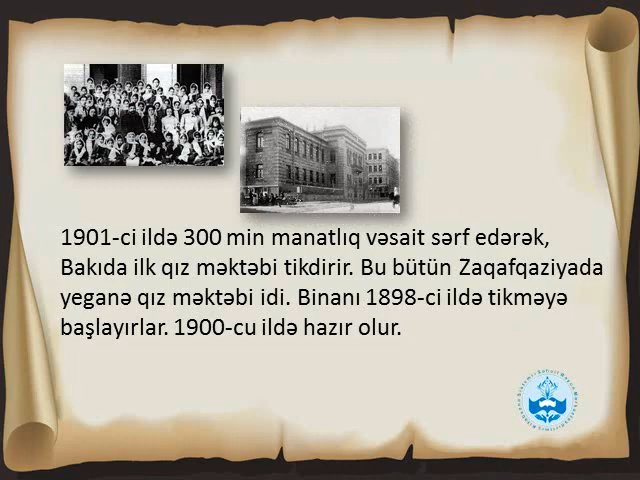 1901-ci ildə 300 min manatlıq vəsait sərf edərək,
Bakıda ilk qız məktəbi tikdirir. Bu bütün Zaqafqaziyada
yeganə qız məktəbi idi. Binanı 1898-ci ildə tikməyə
başlayırlar. 1900-cu ildə hazır olur.